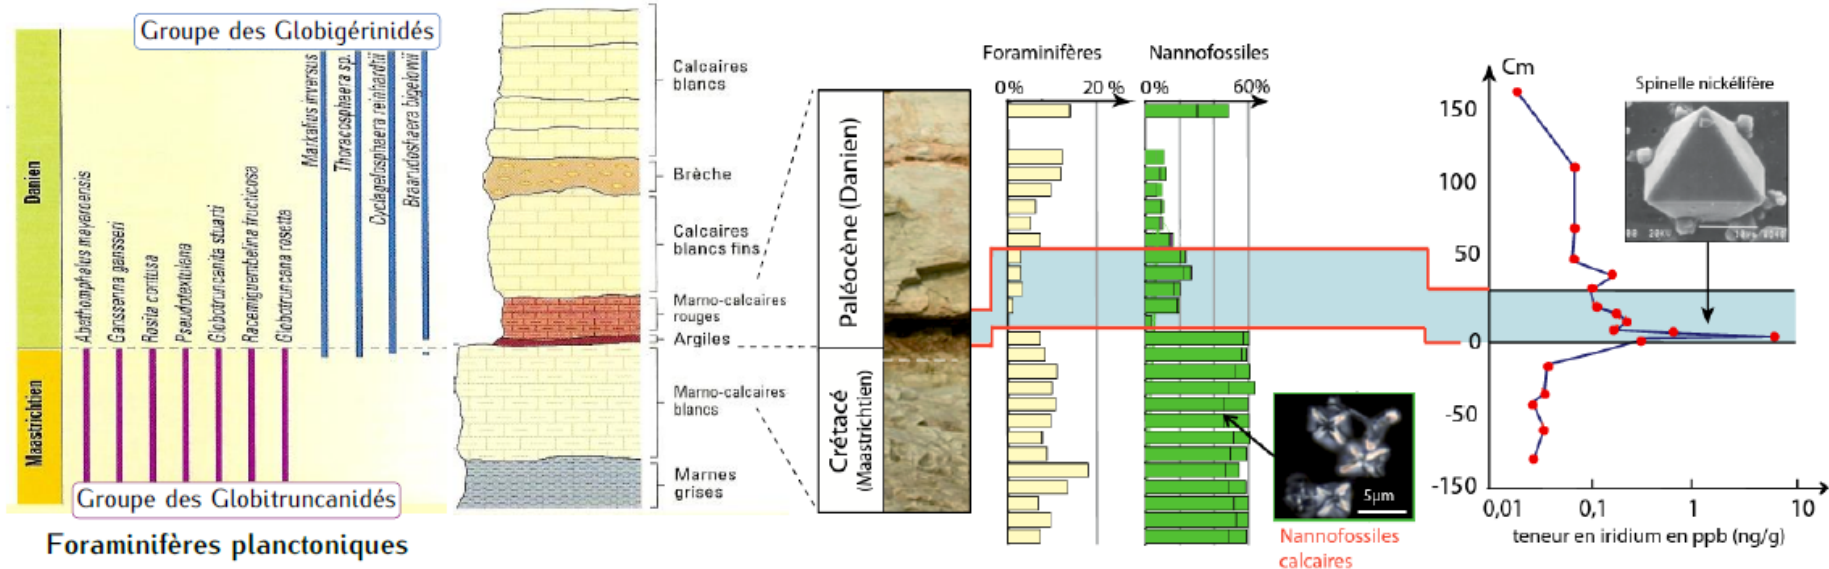 Groupe des Globigérinidés
Danien
Maastrichtien
Abathomphalus mayaroensis
Ganssenna gansseri
Rosita contusa
Pseudotextulana
Globotruncanita stuarti
Racemiguembelina fructicosa
Globotruncana rosetta
Markalius inversus
Thoracosphaera sp.
Cyclagelosphaera reinhardtii
Braarudoshaera bigelowii
Groupe des Globitruncanidés
Foraminifères planctoniques
Calcaires
blancs
Brèche
Calcaires
blancs fins
Marno-calcaires
rouges
Argiles
Marno-calcaires
blancs
Marnes
grises
Paléocène (Danien)
Crétacé
(Maastrichtien)
Foraminifères
0%
20 %
Nannofossiles
0%
60%
5µm
Nannofossiles
calcaires
Cm
150
100
50
0
-50
-150
0,01
0,1
1
10
teneur en iridium en ppb (ng/g)
Spinelle nickélifère